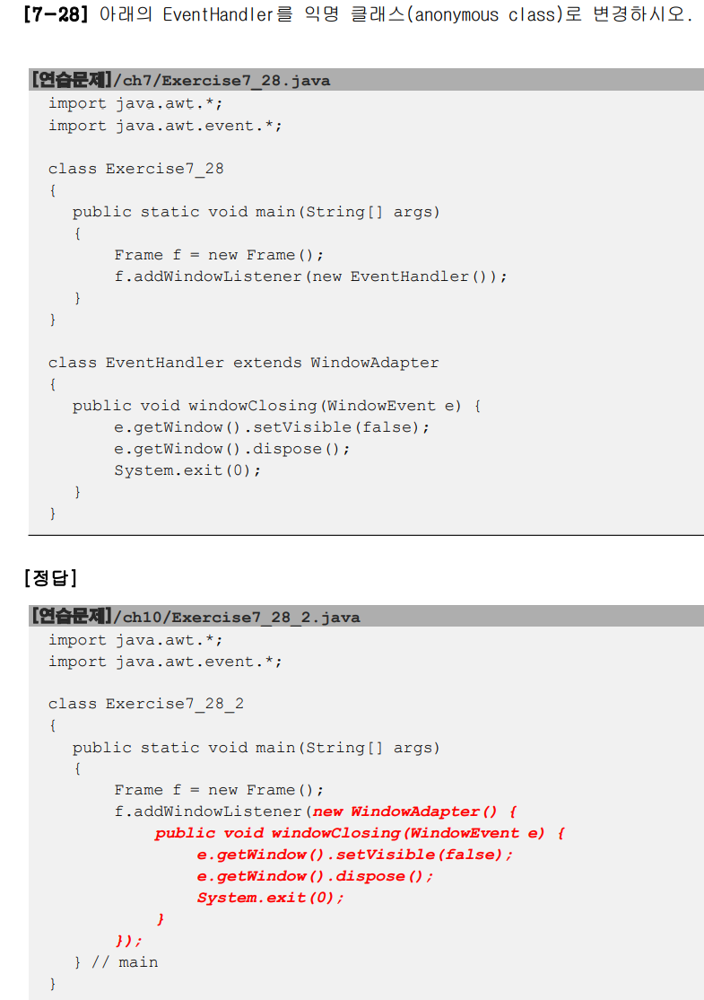 [7-28] 아래의 EventHandler를 익명 클래스(anonymous class)로 변경하시오.
[연습문제]/ch7/Exercise7_28.java
import java.awt.*;
import java.awt.event.*;
class Exercise7_28
{
public static void main(String[] args)
{
Frame f = new Frame();
f.addWindowListener(new EventHandler());
}
}
class EventHandler extends WindowAdapter
{
public void windowClosing(WindowEvent e) {
e.getWindow().setVisible(false);
e.getWindow().dispose();
System.exit(0);
}
}
[정답]
[연습문제]/ch10/Exercise7_28_2.java
import java.awt.*;
import java.awt.event.*;
class Exercise7_28_2
{
public static void main(String[] args)
{
Frame f = new Frame();
f.addWindowListener(new WindowAdapter() {
public void windowClosing(WindowEvent e) {
e.getWindow().setVisible(false);
e.getWindow().dispose();
System.exit(0);
}
});
} // main
}